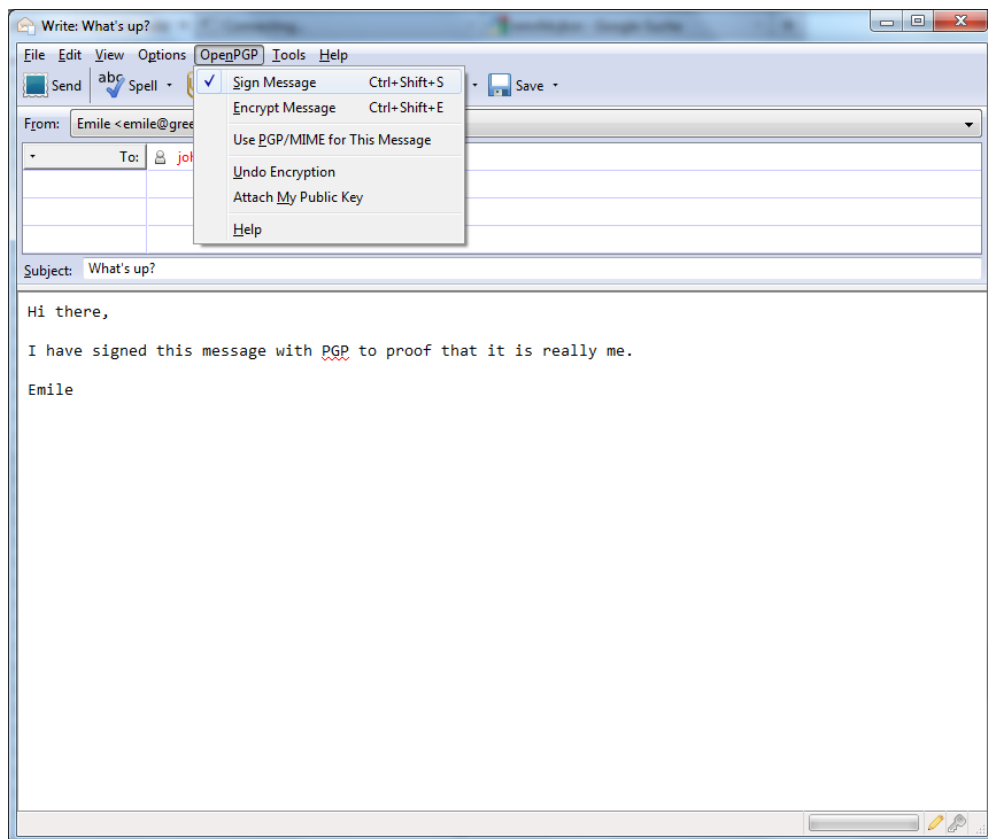 Write: What's up?
File Edit View Options OpenPGP Tools Help
Send abc Spell Save
Sign Message Ctrl+Shift+S
Encrypt Message Ctrl+Shift+E
Use PGP/MIME for This Message
Undo Encryption
Attach My Public Key
Help
From: Emile <emile@gree
To: joh
Subject: What's up?
Hi there,
I have signed this message with PGP to proof that it is really me.
Emile